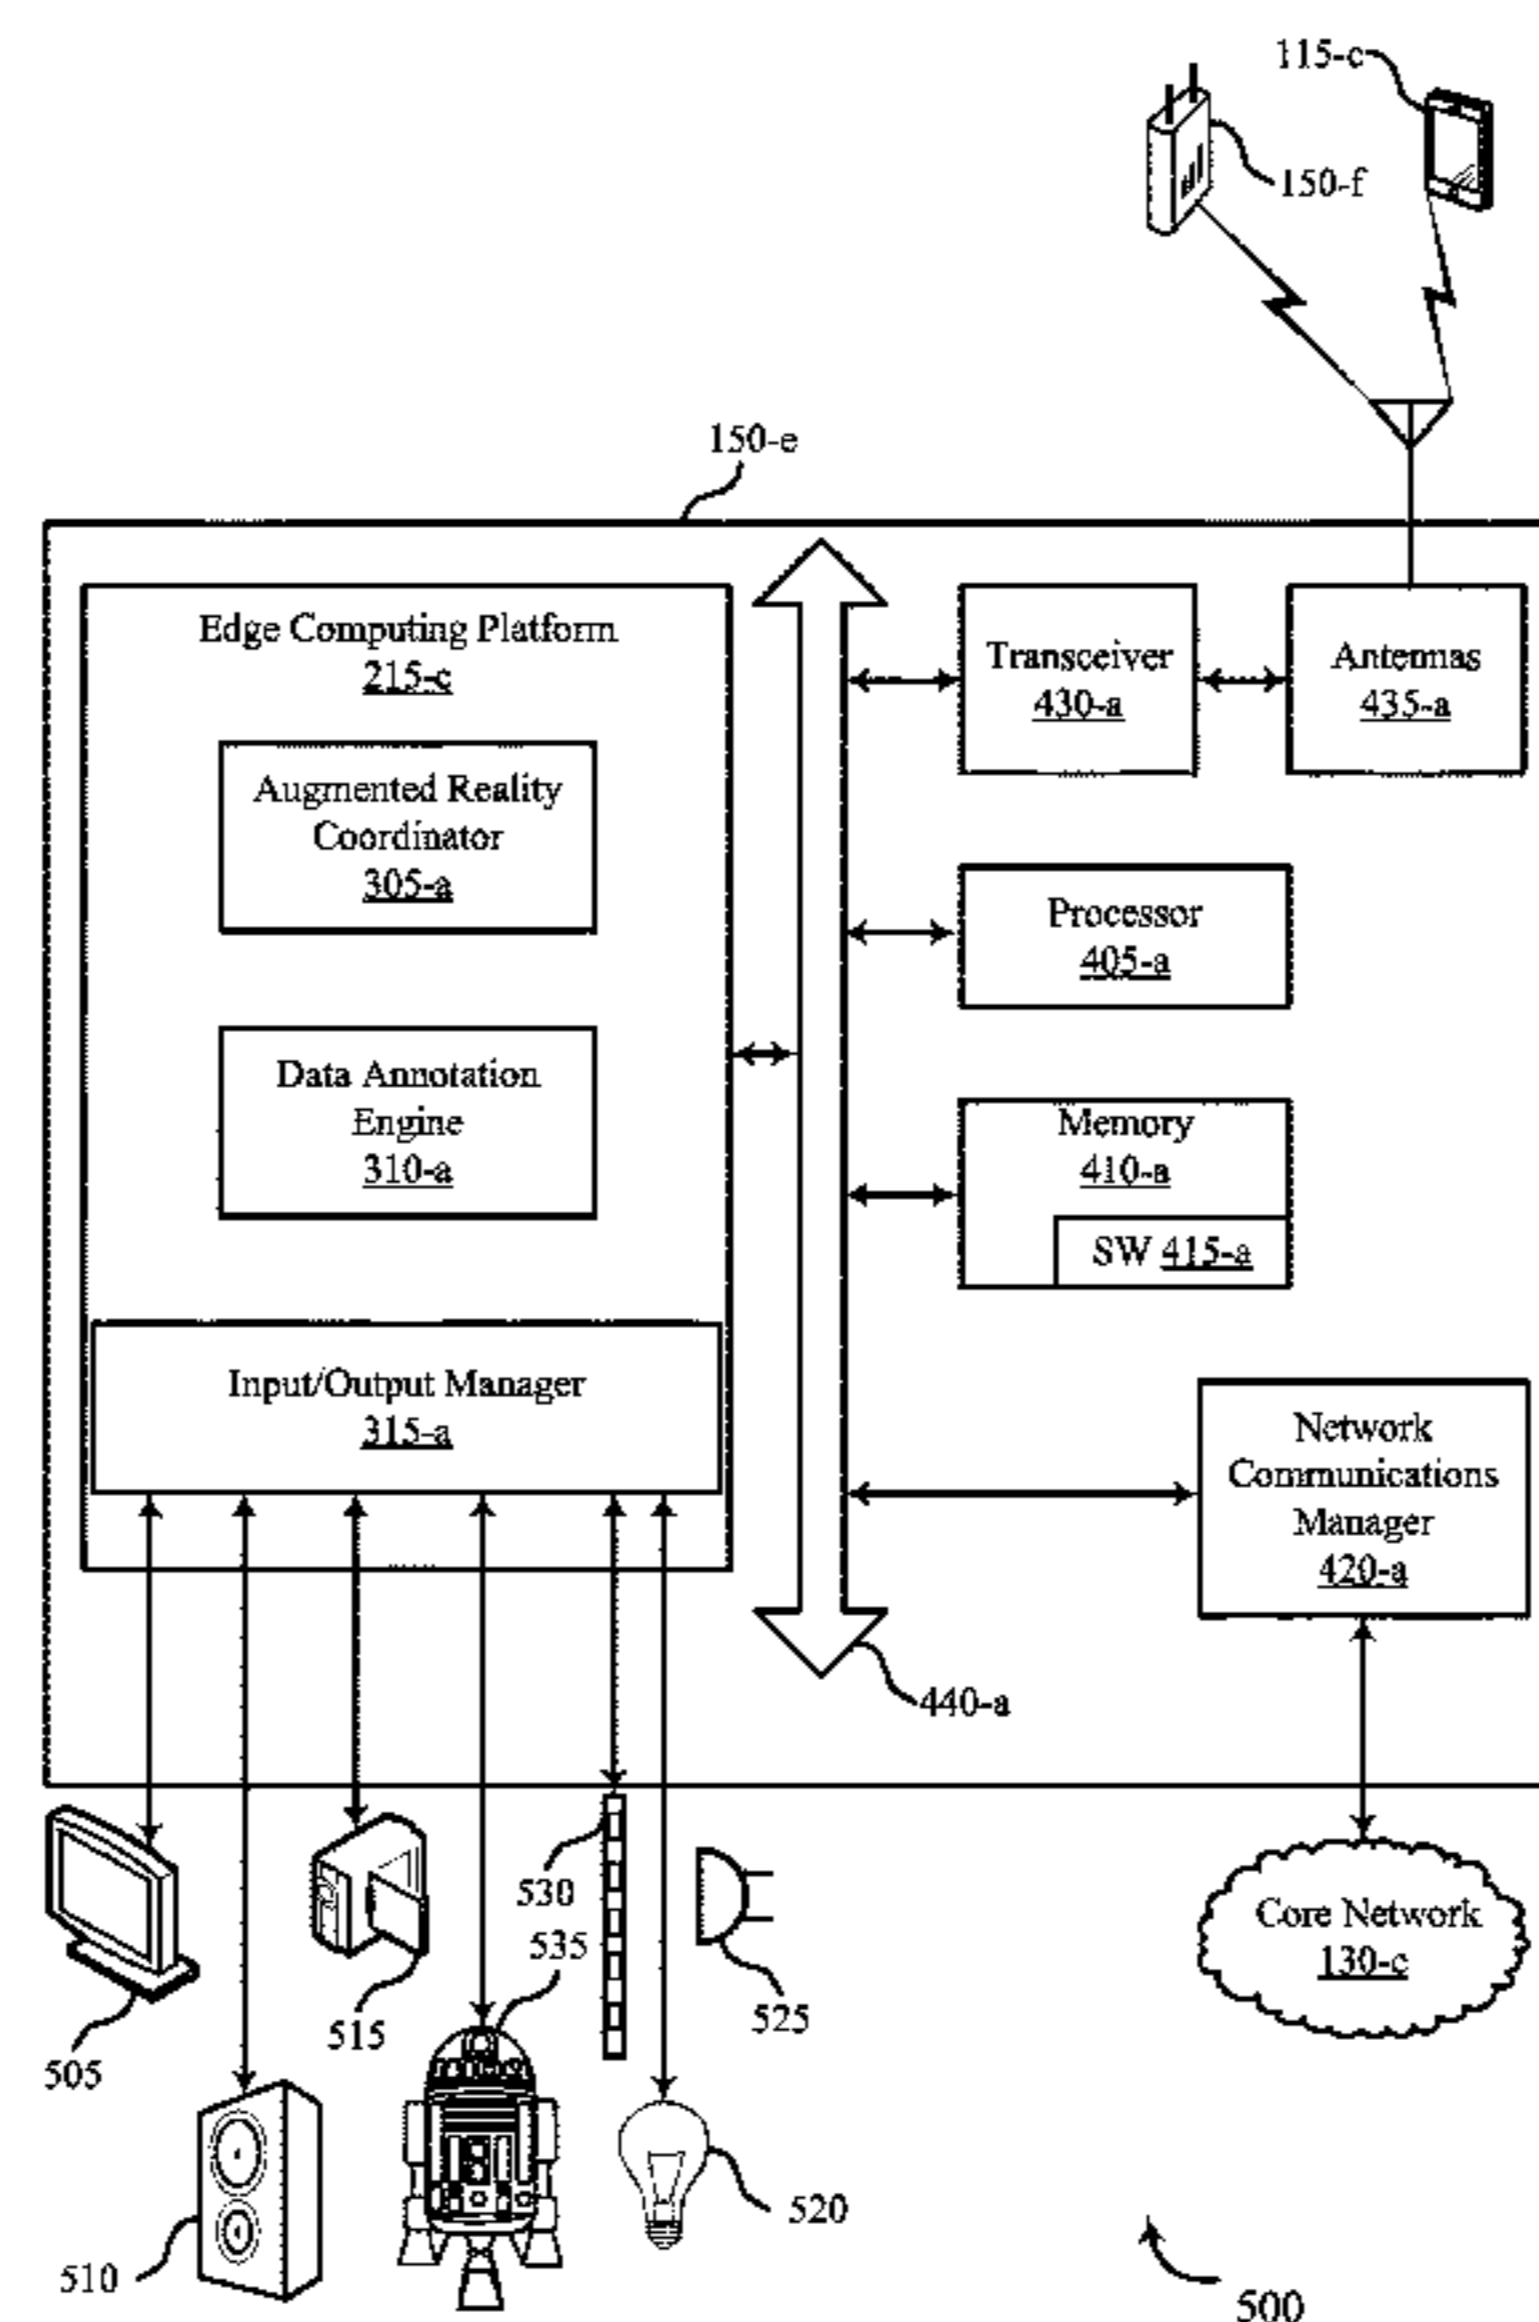 115-c
150-f
150-e
Edge Computing Platform
215-c
Augmented Reality
Coordinator
305-a
Data Annotation
Engine
310-a
Input/Output Manager
315-a
Transceiver
430-a
Antennas
435-a
Processor
405-a
Memory
410-a
SW 415-a
Network
Communications
Manager
420-a
440-a
Core Network
130-c
530
535
525
515
505
520
510
500